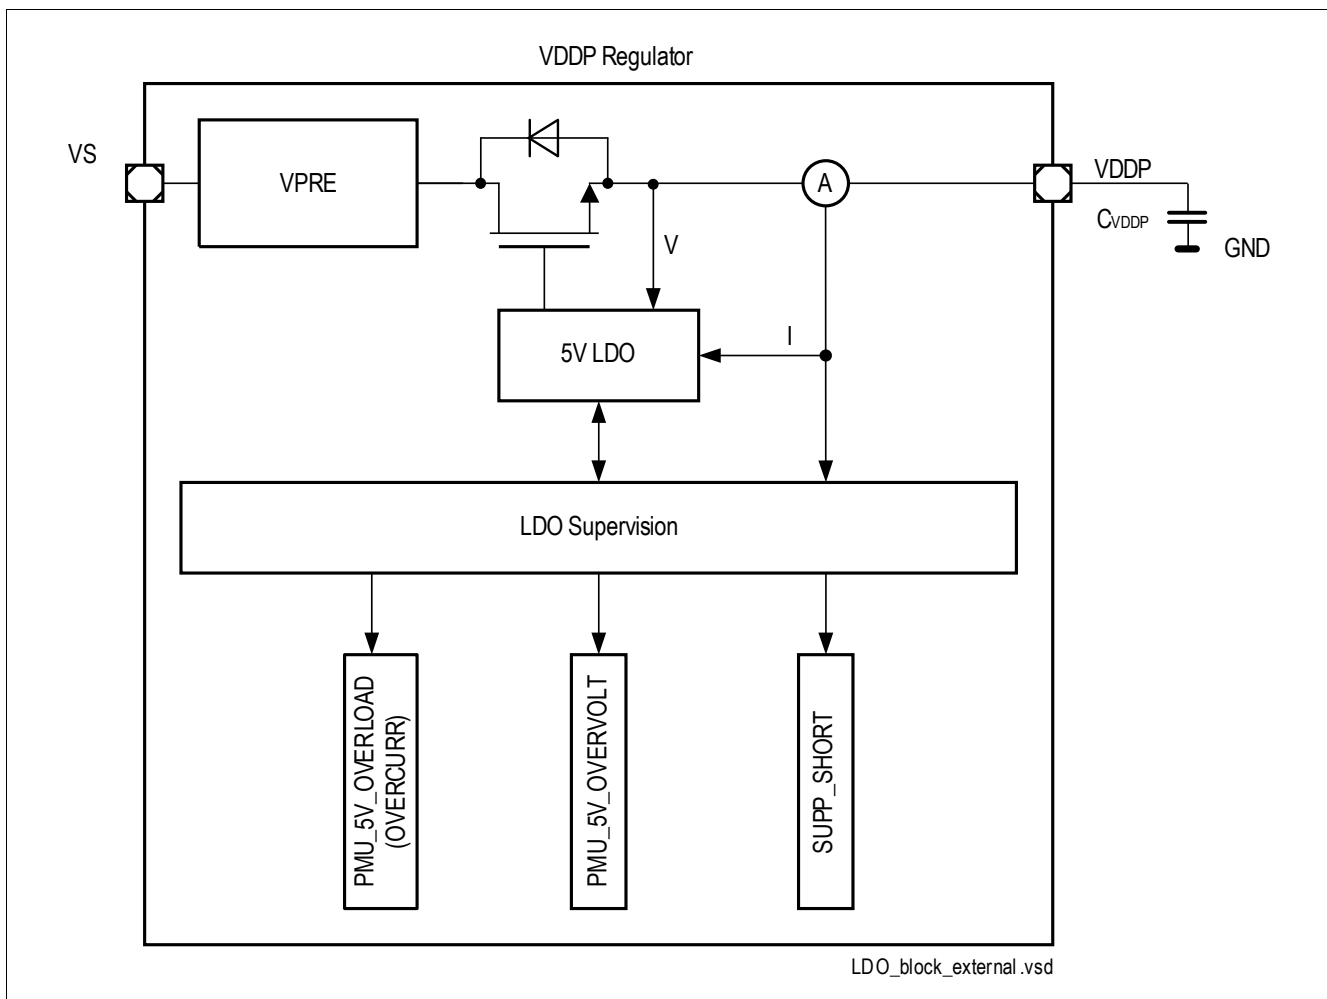 VDDP Regulator
VS
VPRE
A
VDDP
CVDDP
GND
V
I
5V LDO
LDO Supervision
PMU_5V_OVERLOAD
(OVERCURR)
PMU_5V_OVERVOLT
SUPP_SHORT
LDO_block_external.vsd